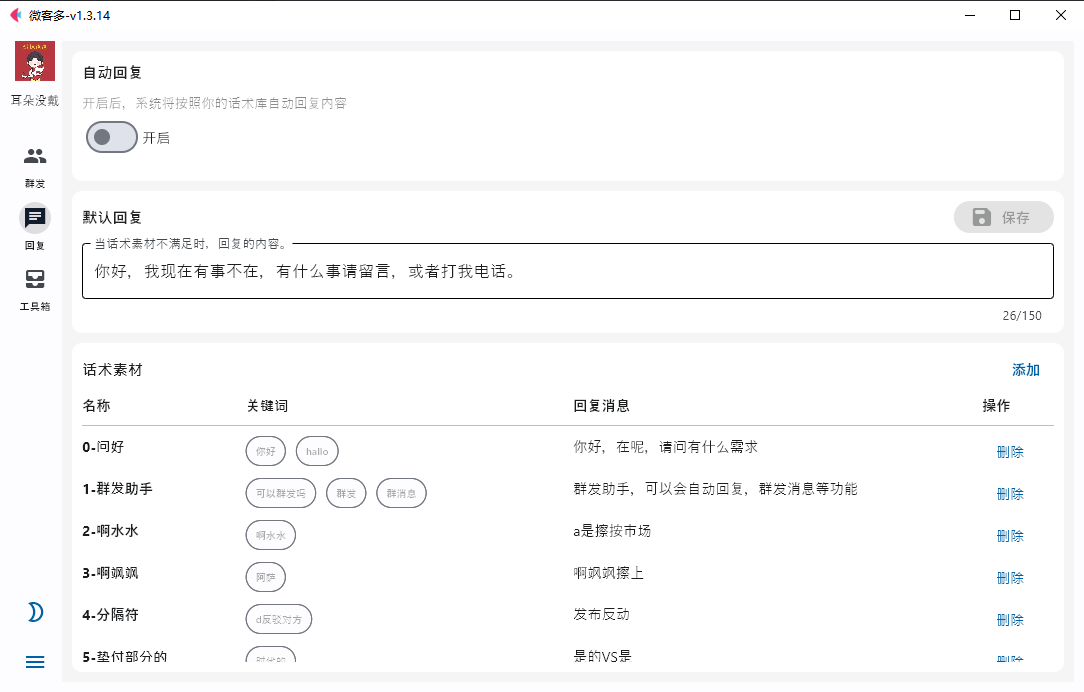 微客多-v1.3.14
耳朵没戴
群发
回复
工具箱
自动回复
开启后，系统将按照你的话术库自动回复内容
开启
默认回复
保存
当话术素材不满足时，回复的内容。
你好，我现在有事不在，有什么事请留言，或者打我电话。
26/150
话术素材
添加
名称 关键词 回复消息 操作
0-问好 你好 hallo 你好，在呢，请问有什么需求 删除
1-群发助手 可以群发吗 群发 群消息 群发助手，可以会自动回复，群发消息等功能 删除
2-啊水水 啊水水 a是擦按市场 删除
3-啊飒飒 阿萨 啊飒飒擦上 删除
4-分隔符 d反驳对方 发布反动 删除
5-垫付部分的 是的VS是 删除